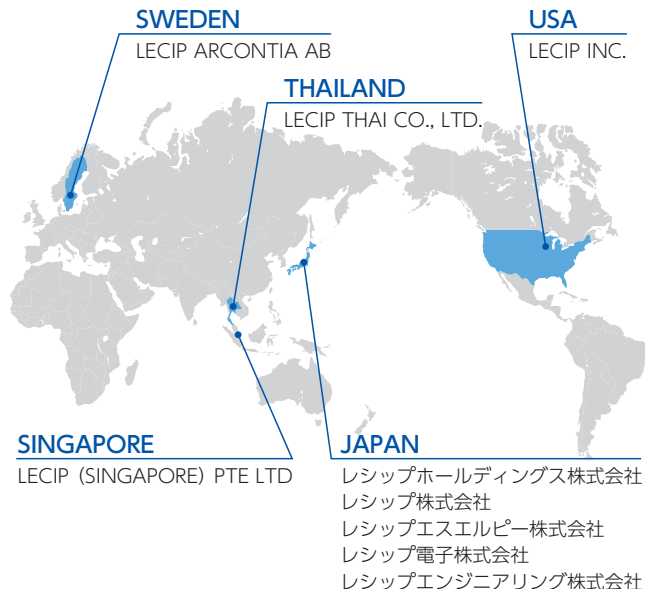 SWEDEN
LECIP ARCONTIA AB
USA
LECIP INC.
THAILAND
LECIP THAI CO., LTD.
SINGAPORE
LECIP (SINGAPORE) PTE LTD
JAPAN
レシップホールディングス株式会社
レシップ株式会社
レシップエスエルピー株式会社
レシップ電子株式会社
レシップエンジニアリング株式会社